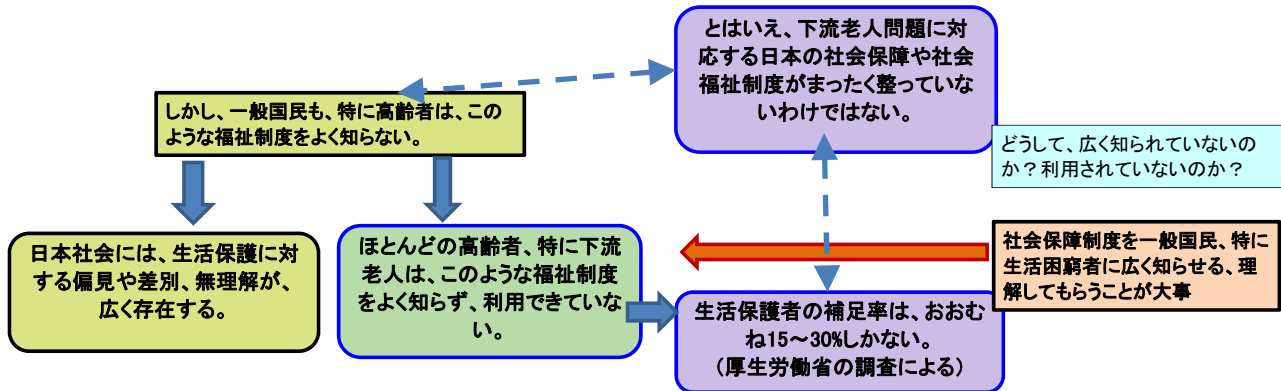 とはいえ、下流老人問題に対
応する日本の社会保障や社会
福祉制度がまったく整っていな
いわけではない。
しかし、一般国民も、特に高齢者は、この
ような福祉制度をよく知らない。
どうして、広く知られていないの
か？利用されていないのか？
日本社会には、生活保護に対
する偏見や差別、無理解が、
広く存在する。
ほとんどの高齢者、特に下流
老人は、このような福祉制度
をよく知らず、利用できていな
い。
社会保障制度を一般国民、特に
生活困窮者に広く知らせる、理
解してもらうことが大事
生活保護者の補足率は、おおむ
ね15～30%しかない。
（厚生労働省の調査による）